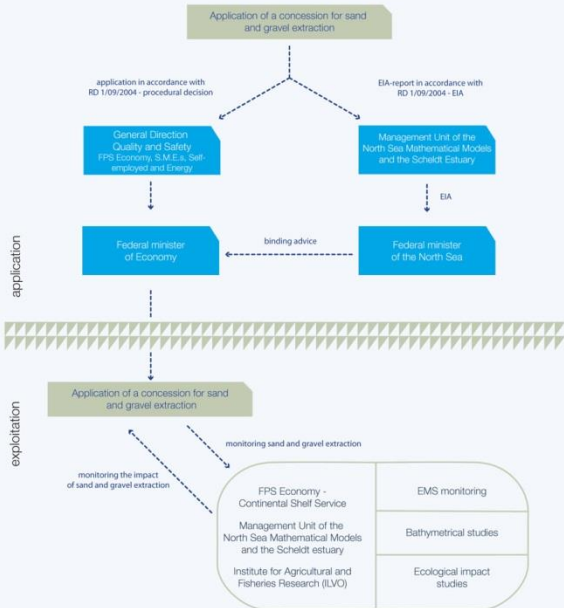 Application of a concession for sand
and gravel extraction
application in accordance with
RD 1/09/2004 - procedural decision
EIA-report in accordance with
RD 1/09/2004 - EIA
General Direction
Quality and Safety
FPS Economy, S.M.E.s, Self-
employed and Energy
Management Unit of the
North Sea Mathematical Models
and the Scheldt Estuary
EIA
application
Federal minister
of Economy
binding advice
Federal minister
of the North Sea
exploitation
Application of a concession for sand
and gravel extraction
monitoring sand and gravel extraction
monitoring the impact
of sand and gravel extraction
FPS Economy -
Continental Shelf Service
EMS monitoring
Management Unit of the
North Sea Mathematical Models
and the Scheldt estuary
Bathymetrical studies
Institute for Agricultural and
Fisheries Research (ILVO)
Ecological impact
studies